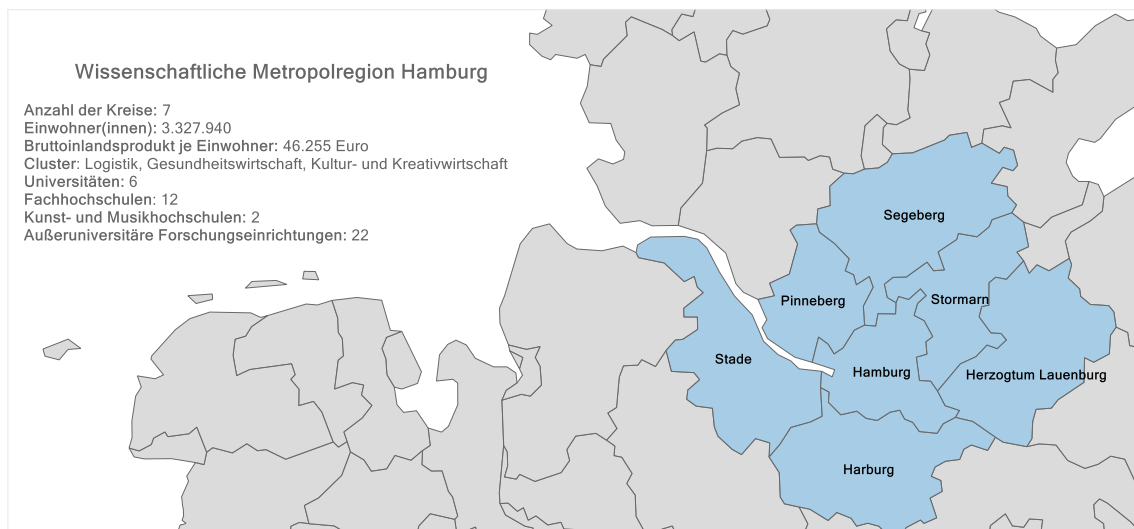 Wissenschaftliche Metropolregion Hamburg
Anzahl der Kreise: 7
Einwohner(innen): 3.327.940
Bruttoinlandsprodukt je Einwohner: 46.255 Euro
Cluster: Logistik, Gesundheitswirtschaft, Kultur- und Kreativwirtschaft
Universitäten: 6
Fachhochschulen: 12
Kunst- und Musikhochschulen: 2
Außeruniversitäre Forschungseinrichtungen: 22
Segeberg
Pinneberg
Stormarn
Stade
Hamburg
Herzogtum Lauenburg
Harburg